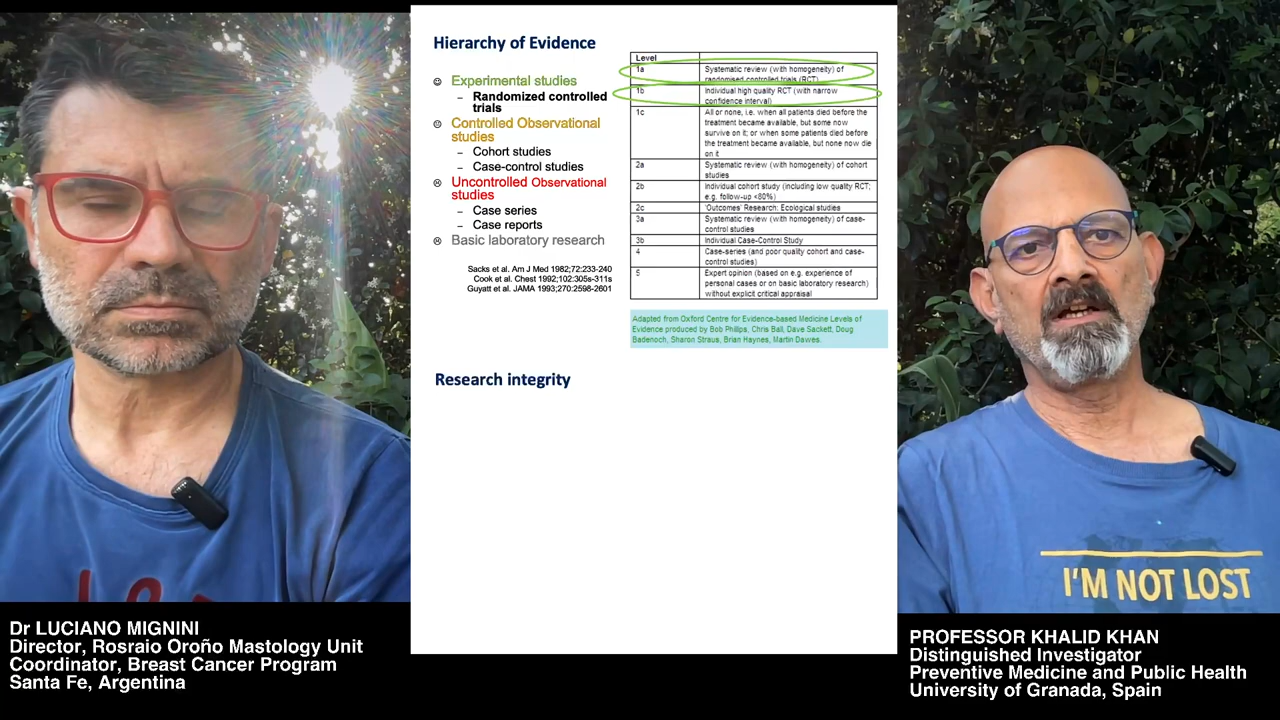 Hierarchy of Evidence
Experimental studies
– Randomized controlled
trials
Controlled Observational
studies
– Cohort studies
– Case-control studies
Uncontrolled Observational
studies
– Case series
– Case reports
Basic laboratory research
Sacks et al. Am J Med 1982;72:233-240
Cook et al. Chest 1992;102:305s-311s
Guyatt et al. JAMA 1993;270:2598-2601
Level
1a Systematic review (with homogeneity) of
randomised controlled trials (RCT)
1b Individual high quality RCT (with narrow
confidence interval)
1c All or none, i.e. when all patients died before the
treatment became available, but some now
survive on it; or when some patients died before
the treatment became available, but none now die
on it
2a Systematic review (with homogeneity) of cohort
studies
2b Individual cohort study (including low quality RCT;
e.g. follow-up <80%)
2c 'Outcomes' Research: Ecological studies
3a Systematic review (with homogeneity) of case-
control studies
3b Individual Case-Control Study
4 Case-series (and poor quality cohort and case-
control studies)
5 Expert opinion (based on e.g. experience of
personal cases or on basic laboratory research)
without explicit critical appraisal
Adapted from Oxford Centre for Evidence-based Medicine Levels of
Evidence produced by Bob Phillips, Chris Ball, Dave Sackett, Doug
Badenoch, Sharon Straus, Brian Haynes, Martin Dawes.
Research integrity
I'M NOT LOST
Dr LUCIANO MIGNINI
Director, Rosraio Oroño Mastology Unit
Coordinator, Breast Cancer Program
Santa Fe, Argentina
PROFESSOR KHALID KHAN
Distinguished Investigator
Preventive Medicine and Public Health
University of Granada, Spain